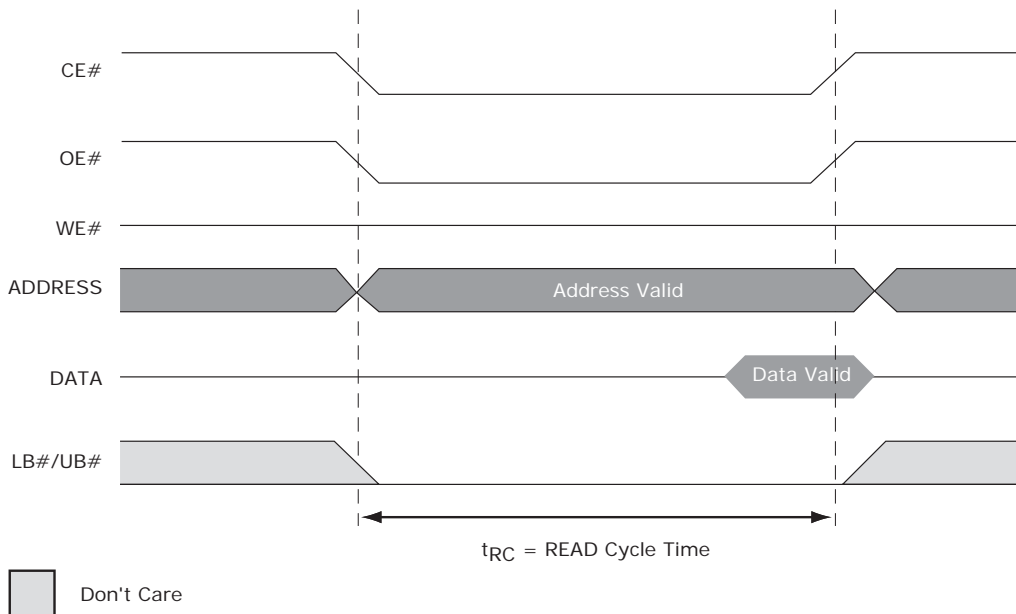 CE#
OE#
WE#
ADDRESS
Address Valid
DATA
Data Valid
LB#/UB#
tRC = READ Cycle Time
Don't Care